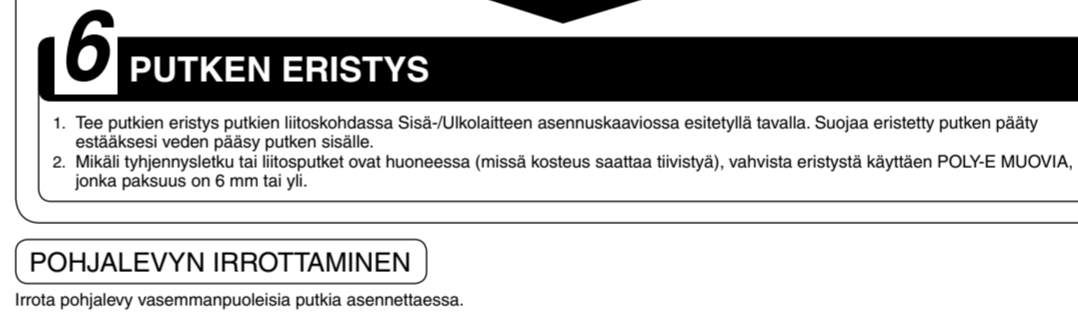 6 PUTKEN ERISTYS
1. Tee putkien eristys putkien liitoskohdassa Sisä-/Ulkolaitteen asennuskaaviossa esitetyllä tavalla. Suojaa eristetty putken pääty
estääksesi veden pääsy putken sisälle.
2. Mikäli tyhjennysletku tai liitosputket ovat huoneessa (missä kosteus saattaa tiivistyä), vahvista eristystä käyttäen POLY-E MUOVIA,
jonka paksuus on 6 mm tai yli.
POHJALEVYN IRROTTAMINEN
Irrota pohjalevy vasemmanpuoleisia putkia asennettaessa.